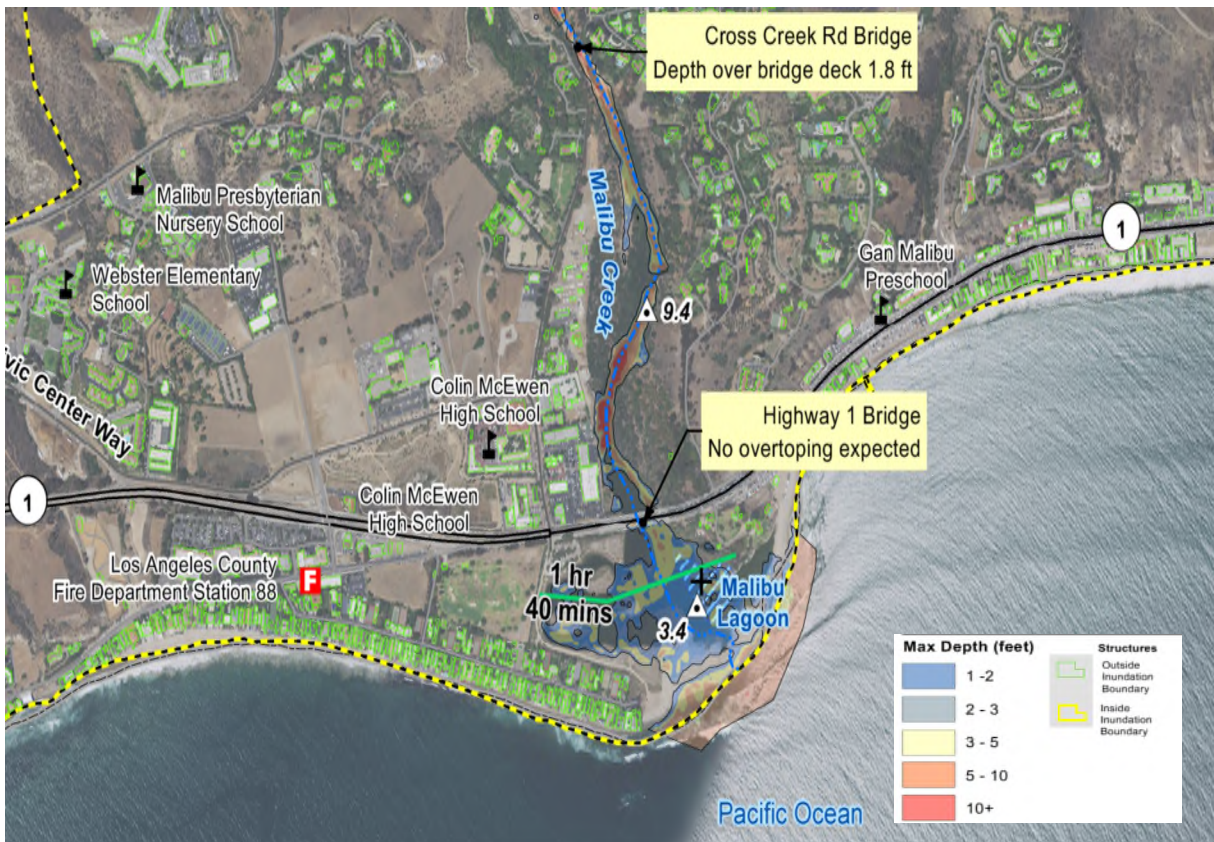 Cross Creek Rd Bridge
Depth over bridge deck 1.8 ft
Malibu Creek
Malibu Presbyterian
Nursery School
Webster Elementary
School
1
Gan Malibu
Preschool
9.4
ivic Center Way
Colin McEwen
High School
Highway 1 Bridge
No overtoping expected
1
Colin McEwen
High School
Los Angeles County
Fire Department Station 88
F
1 hr
40 mins
Malibu
Lagoon
3.4
Pacific Ocean
Max Depth (feet)
1 -2
2 - 3
3 - 5
5 - 10
10+
Structures
Outside
Inundation
Boundary
Inside
Inundation
Boundary